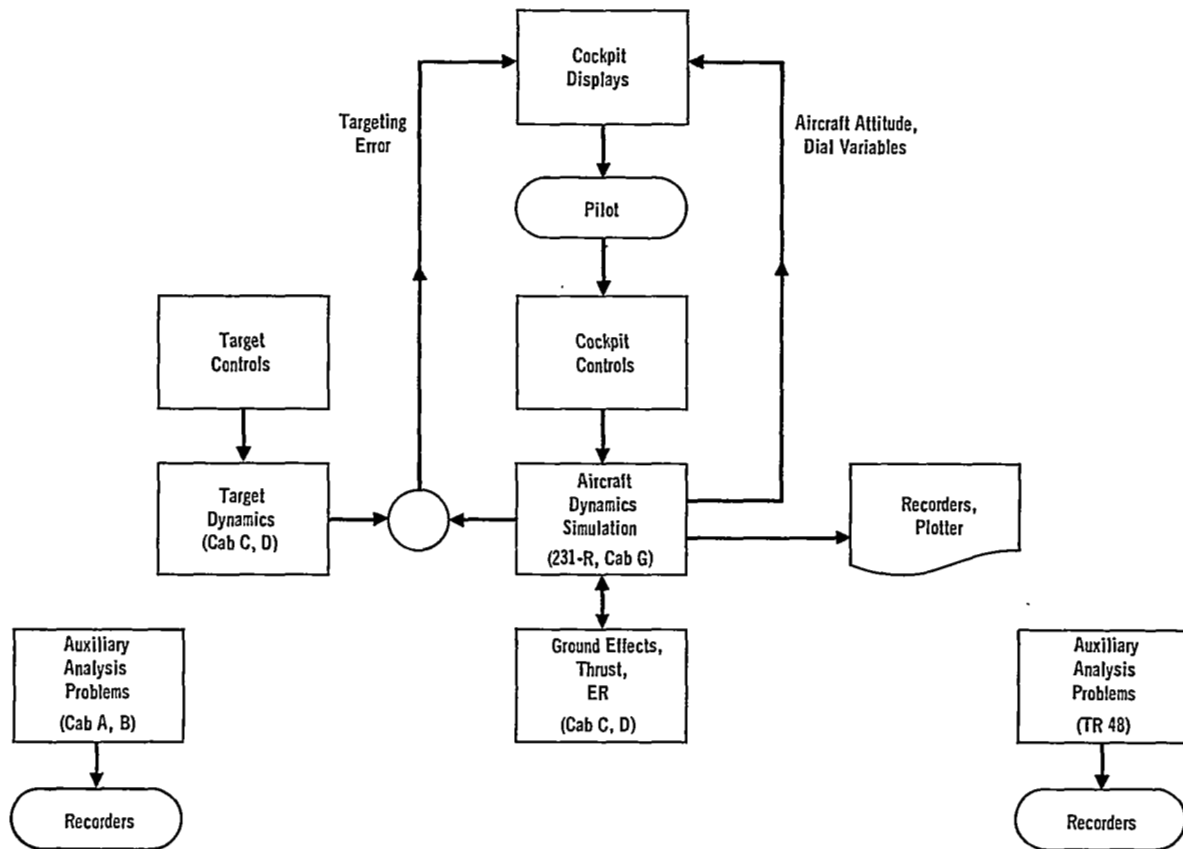 Cockpit
Displays
Targeting
Error
Aircraft Attitude,
Dial Variables
Pilot
Target
Controls
Cockpit
Controls
Target
Dynamics
(Cab C, D)
Aircraft
Dynamics
Simulation
(231-R, Cab G)
Recorders,
Plotter
Auxiliary
Analysis
Problems
(Cab A, B)
Ground Effects,
Thrust,
ER
(Cab C, D)
Auxiliary
Analysis
Problems
(TR 48)
Recorders
Recorders